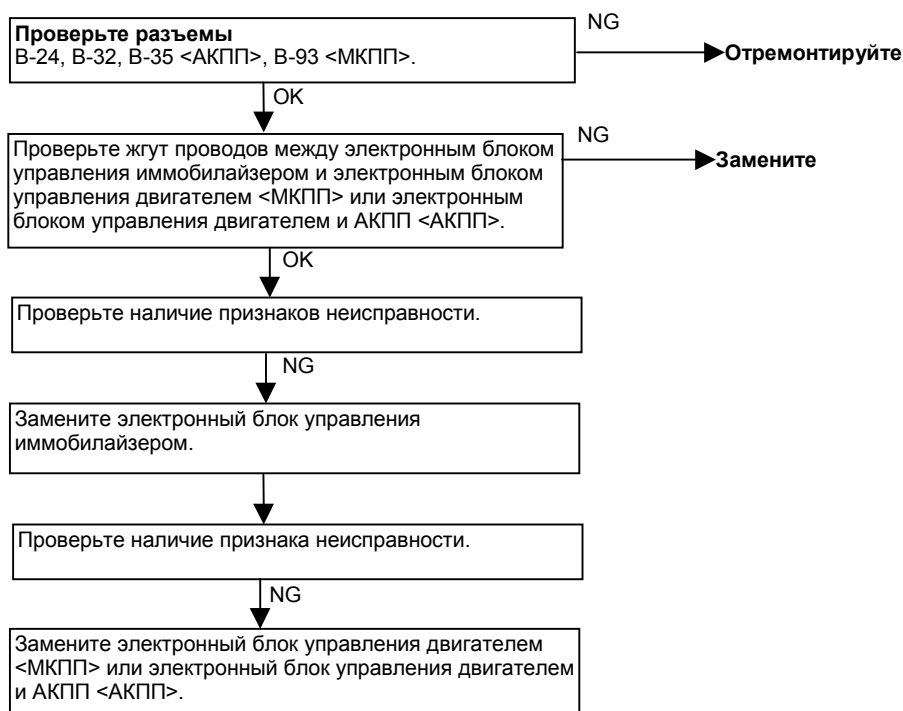 Проверьте разъемы
NG
В-24, В-32, В-35 <АКПП>, В-93 <МКПП>.
Отремонтируйте
OK
Проверьте жгут проводов между электронным блоком
управления иммобилайзером и электронным блоком
управления двигателем <МКПП> или электронным
блоком управления двигателем и АКПП <АКПП>.
NG
Замените
OK
Проверьте наличие признаков неисправности.
NG
Замените электронный блок управления
иммобилайзером.
Проверьте наличие признака неисправности.
NG
Замените электронный блок управления двигателем
<МКПП> или электронный блок управления двигателем
и АКПП <АКПП>.